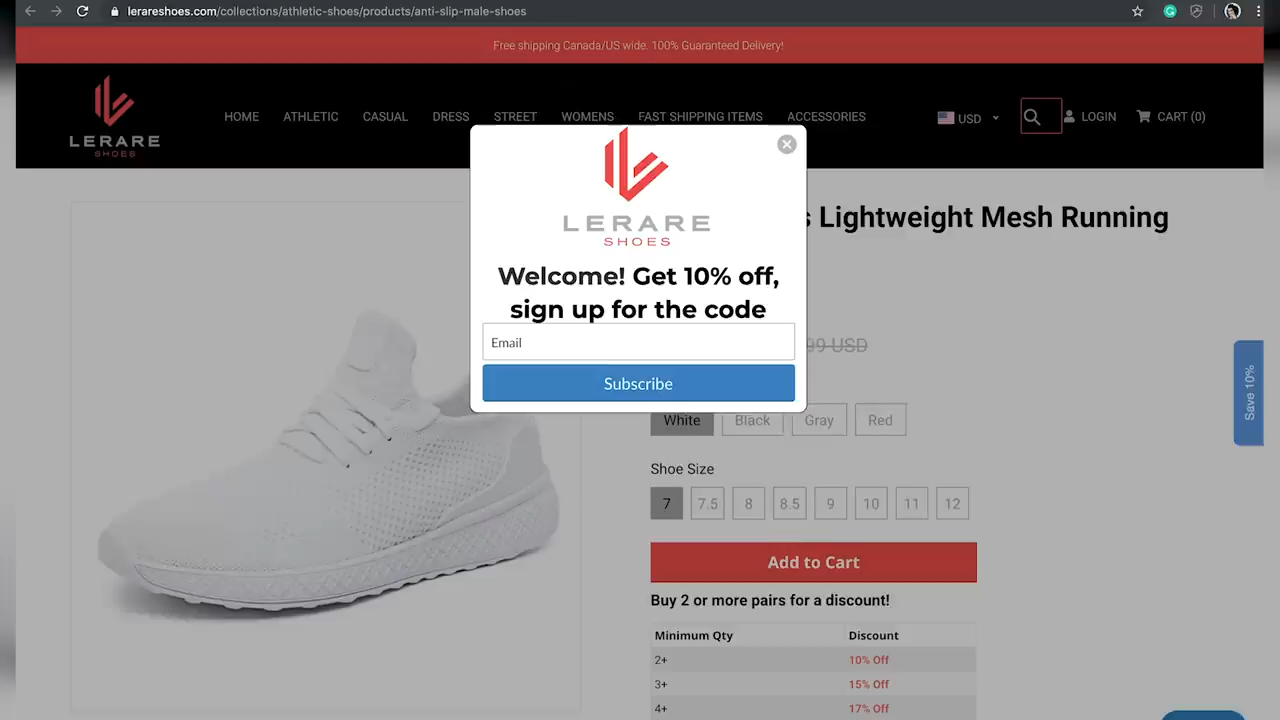 lerareshoes.com/collections/athletic-shoes/products/anti-slip-male-shoes
Free shipping Canada/US wide. 100% Guaranteed Delivery!
LERARE
SHOES
HOME ATHLETIC CASUAL DRESS STREET WOMENS FAST SHIPPING ITEMS ACCESSORIES
USD
LOGIN
CART (0)
LERARE
SHOES
Welcome! Get 10% off,
sign up for the code
Email
Subscribe
Lightweight Mesh Running
99 USD
Save 10%
White Black Gray Red
Shoe Size
7 7.5 8 8.5 9 10 11 12
Add to Cart
Buy 2 or more pairs for a discount!
Minimum Qty Discount
2+ 10% Off
3+ 15% Off
4+ 17% Off